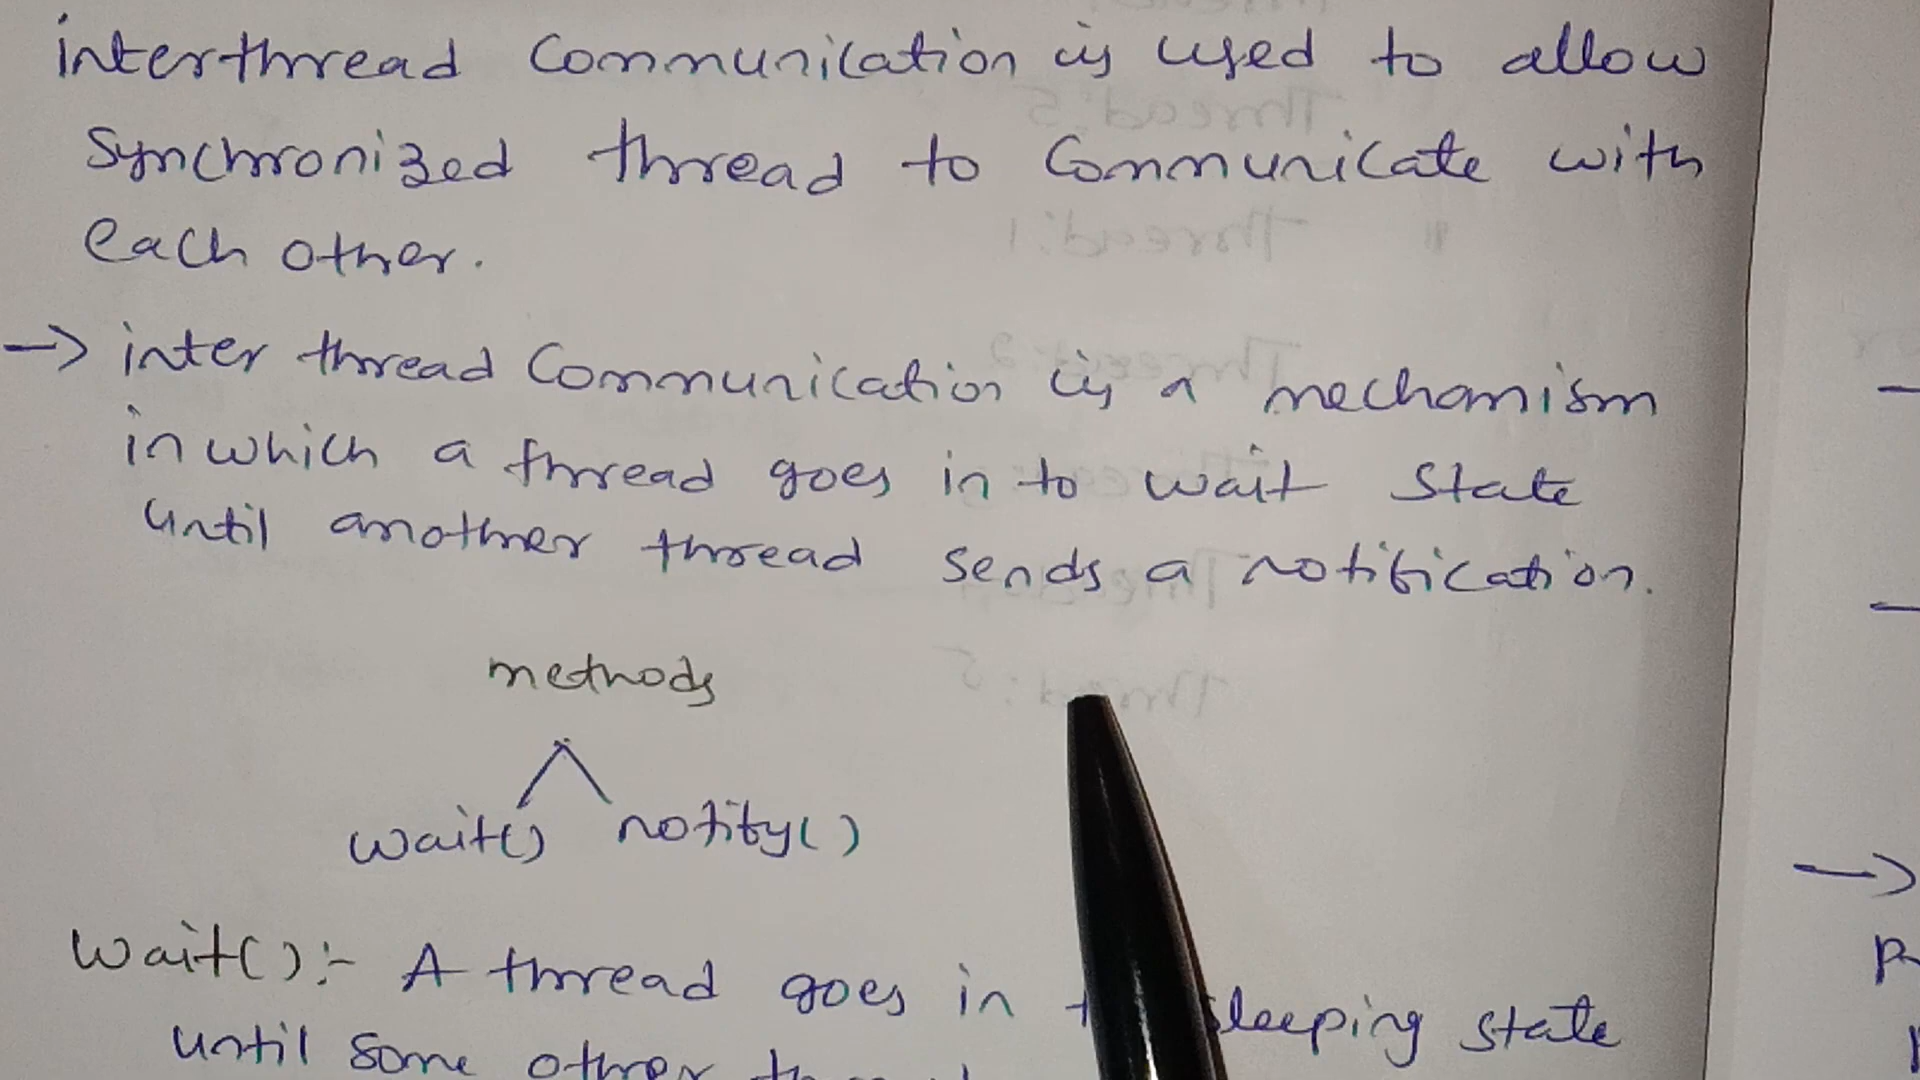 interthread Communication is used to allow
Synchronized thread to Communicate with
each other.
-> inter thread Communication is a mechanism
in which a thread goes in to wait state
until another thread sends a notification.
methods
wait() notify()
wait():- A thread goes in sleeping state
until some other